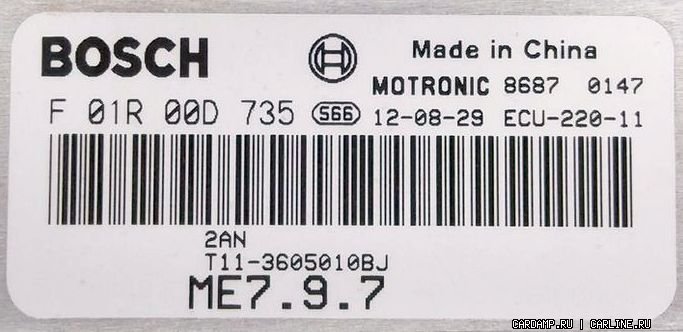 BOSCH Made in China
MOTRONIC 8687 0147
F 01R 00D 735 S66 12-08-29 ECU-220-11
2AN
T11-3605010BJ
ME7.9.7
CARDAMP.RU | CARLINE.RU